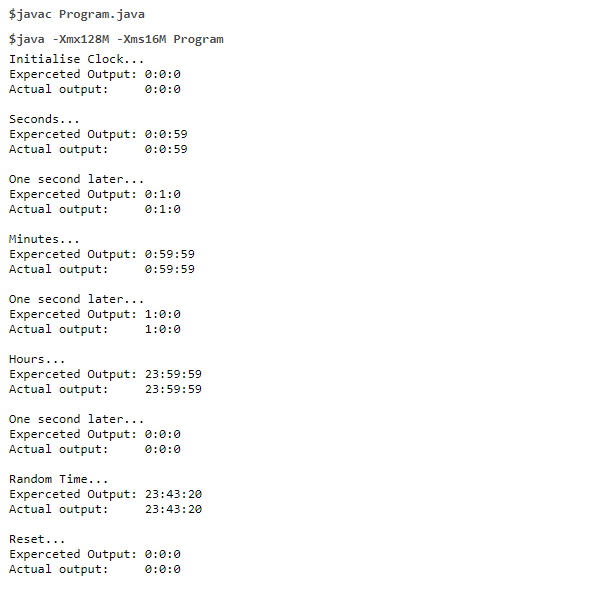 $javac Program.java
$java -Xmx128M -Xms16M Program
Initialise Clock...
Experceted Output: 0:0:0
Actual output:     0:0:0
Seconds...
Experceted Output: 0:0:59
Actual output:     0:0:59
One second later...
Experceted Output: 0:1:0
Actual output:     0:1:0
Minutes...
Experceted Output: 0:59:59
Actual output:     0:59:59
One second later...
Experceted Output: 1:0:0
Actual output:     1:0:0
Hours...
Experceted Output: 23:59:59
Actual output:     23:59:59
One second later...
Experceted Output: 0:0:0
Actual output:     0:0:0
Random Time...
Experceted Output: 23:43:20
Actual output:     23:43:20
Reset...
Experceted Output: 0:0:0
Actual output:     0:0:0